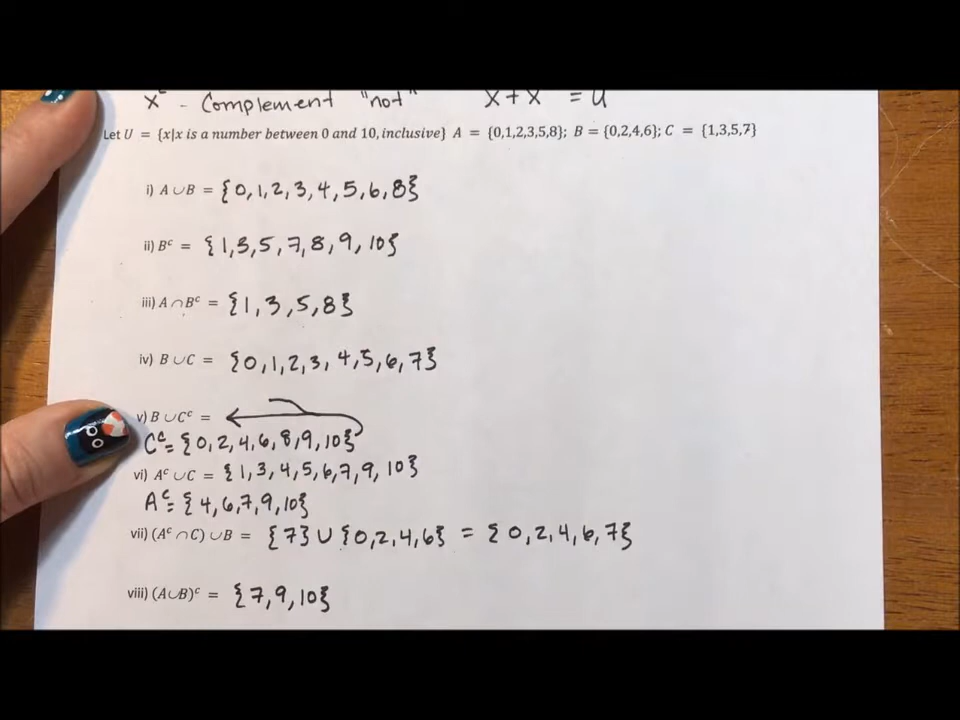 x^c - Complement "not" x + x^c = U
Let U = {x|x is a number between 0 and 10, inclusive} A = {0,1,2,3,5,8}; B = {0,2,4,6}; C = {1,3,5,7}
i) A ∪ B = {0, 1, 2, 3, 4, 5, 6, 8}
ii) B^c = {1, 3, 5, 7, 8, 9, 10}
iii) A ∩ B^c = {1, 3, 5, 8}
iv) B ∪ C = {0, 1, 2, 3, 4, 5, 6, 7}
v) B ∪ C^c =
C^c = {0, 2, 4, 6, 8, 9, 10}
vi) A^c ∪ C = {1, 3, 4, 5, 6, 7, 9, 10}
A^c = {4, 6, 7, 9, 10}
vii) (A^c ∩ C) ∪ B = {7} ∪ {0, 2, 4, 6} = {0, 2, 4, 6, 7}
viii) (A∪B)^c = {7, 9, 10}